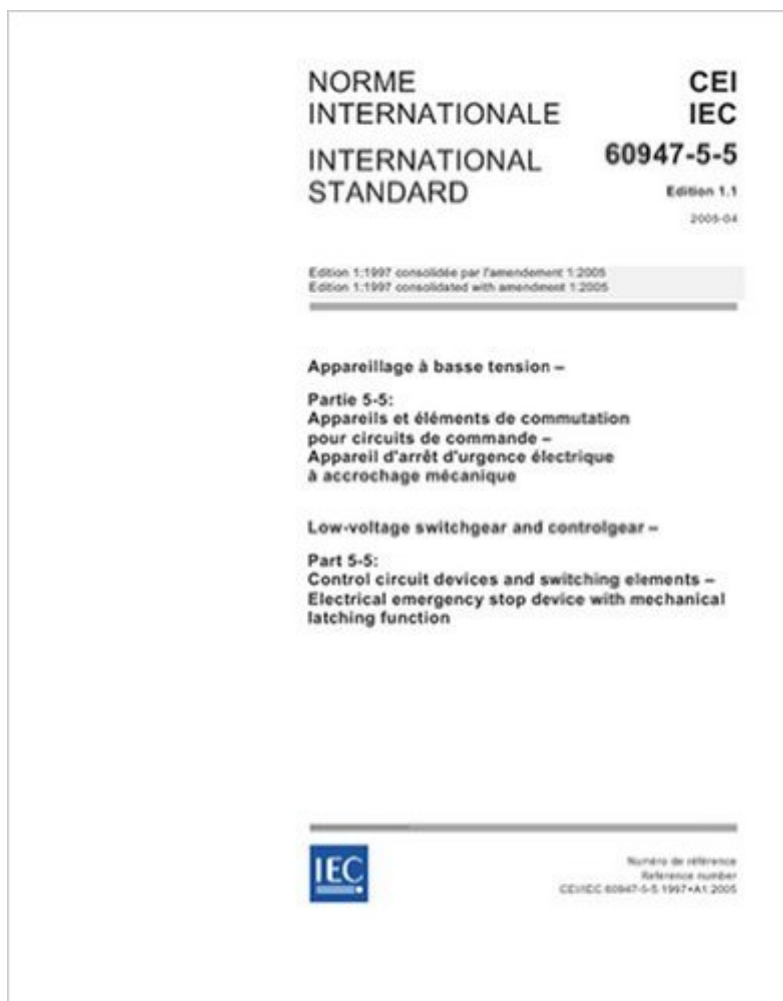 NORME
INTERNATIONALE
CEI
IEC
INTERNATIONAL
STANDARD
60947-5-5
Edition 1.1
2005-04
Edition 1:1997 consolidée par l'amendement 1:2005
Edition 1:1997 consolidated with amendment 1:2005
Appareillage à basse tension –
Partie 5-5:
Appareils et éléments de commutation
pour circuits de commande –
Appareil d'arrêt d'urgence électrique
à accrochage mécanique
Low-voltage switchgear and controlgear –
Part 5-5:
Control circuit devices and switching elements –
Electrical emergency stop device with mechanical
latching function
IEC
Numéro de référence
Reference number
CEI/IEC 60947-5-5:1997+A1:2005